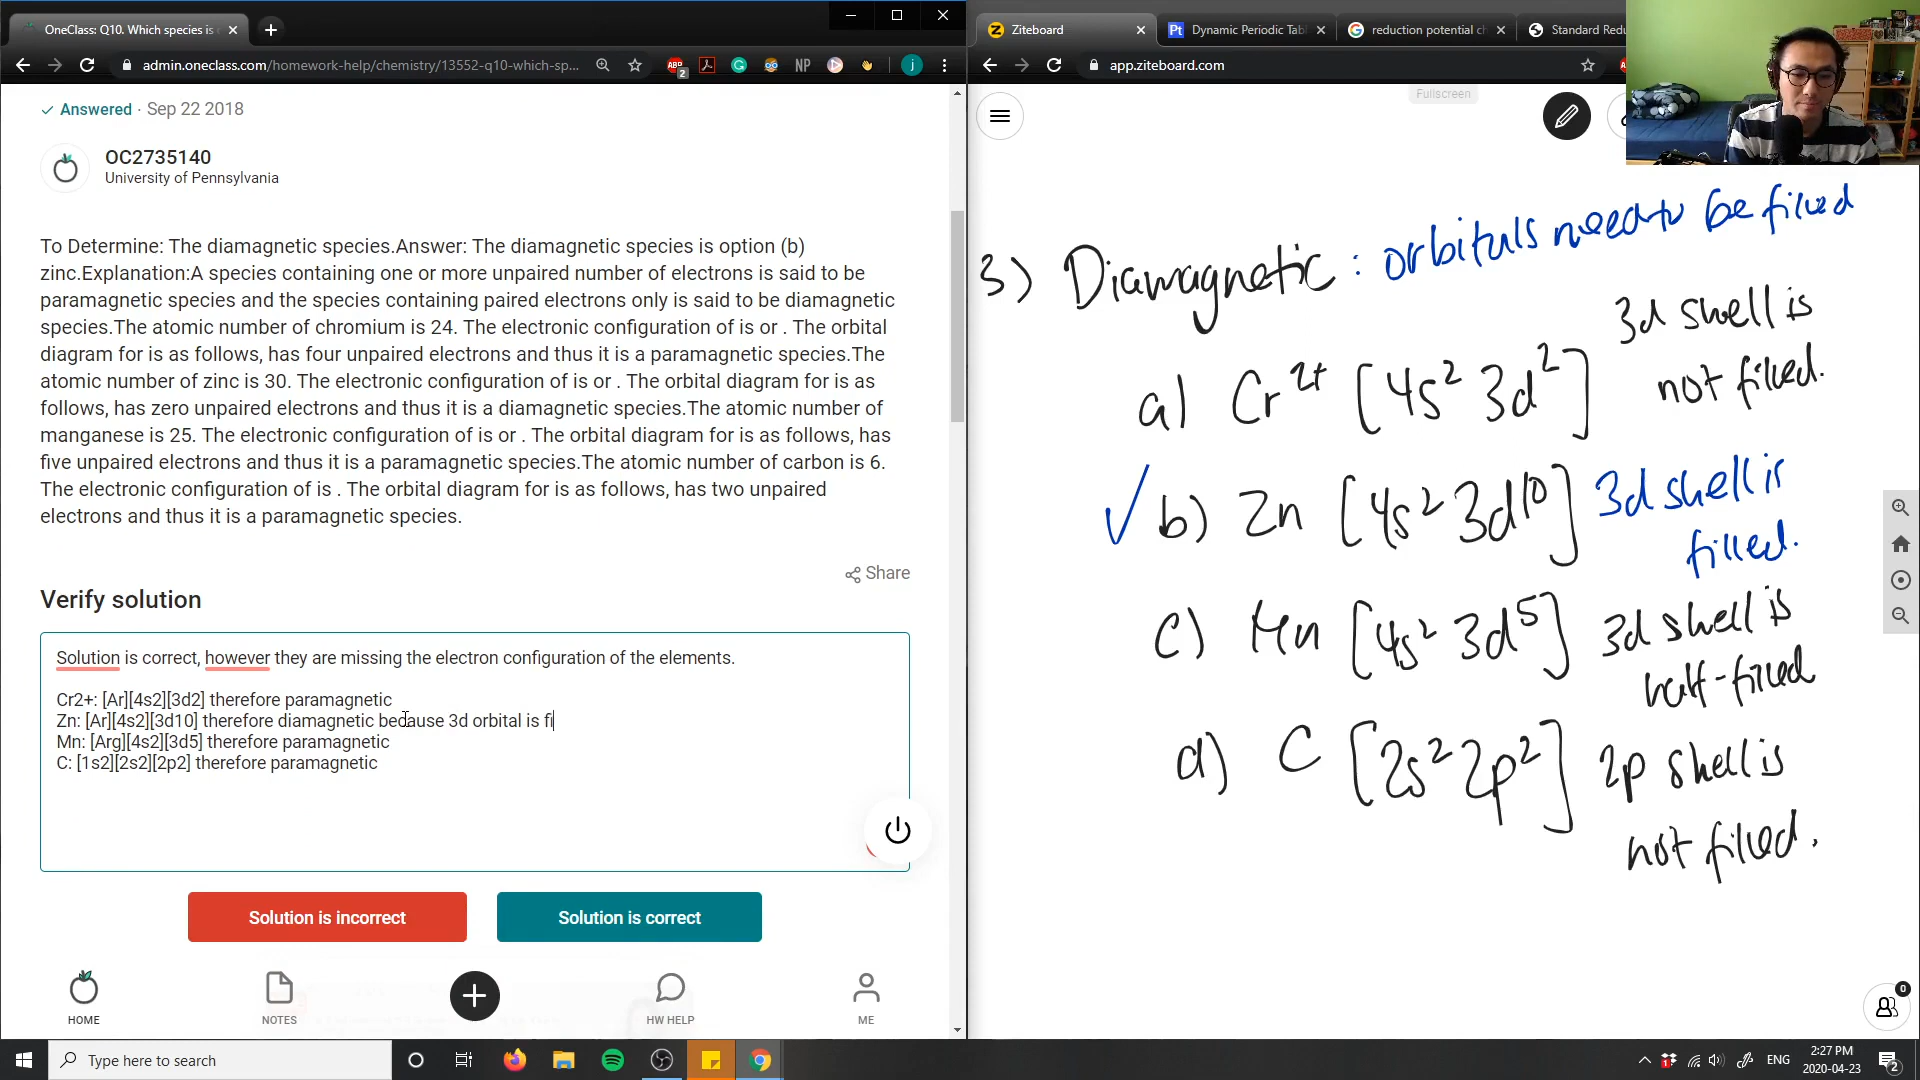 OneClass: Q10. Which species is
admin.oneclass.com/homework-help/chemistry/13552-q10-which-sp...
2
NP
j
Answered · Sep 22 2018
OC2735140
University of Pennsylvania
To Determine: The diamagnetic species.Answer: The diamagnetic species is option (b)
zinc.Explanation:A species containing one or more unpaired number of electrons is said to be
paramagnetic species and the species containing paired electrons only is said to be diamagnetic
species.The atomic number of chromium is 24. The electronic configuration of is or . The orbital
diagram for is as follows, has four unpaired electrons and thus it is a paramagnetic species.The
atomic number of zinc is 30. The electronic configuration of is or . The orbital diagram for is as
follows, has zero unpaired electrons and thus it is a diamagnetic species.The atomic number of
manganese is 25. The electronic configuration of is or . The orbital diagram for is as follows, has
five unpaired electrons and thus it is a paramagnetic species.The atomic number of carbon is 6.
The electronic configuration of is . The orbital diagram for is as follows, has two unpaired
electrons and thus it is a paramagnetic species.
Share
Verify solution
Solution is correct, however they are missing the electron configuration of the elements.
Cr2+: [Ar][4s2][3d2] therefore paramagnetic
Zn: [Ar][4s2][3d10] therefore diamagnetic because 3d orbital is fi
Mn: [Arg][4s2][3d5] therefore paramagnetic
C: [1s2][2s2][2p2] therefore paramagnetic
Solution is incorrect
Solution is correct
HOME
NOTES
HW HELP
ME
Ziteboard
Pt Dynamic Periodic Tab
reduction potential ch
Standard Redu
app.ziteboard.com
Fullscreen
3) Diamagnetic : orbitals need to be filled
a) Cr²⁺ [4s² 3d²] 3d shell is
not filled.
✓ b) Zn [4s² 3d¹⁰] 3d shell is
filled.
c) Mn [4s² 3d⁵] 3d shell is
half-filled
d) C [2s² 2p²] 2p shell is
not filled.
0
Type here to search
ENG
2:27 PM
2020-04-23
2